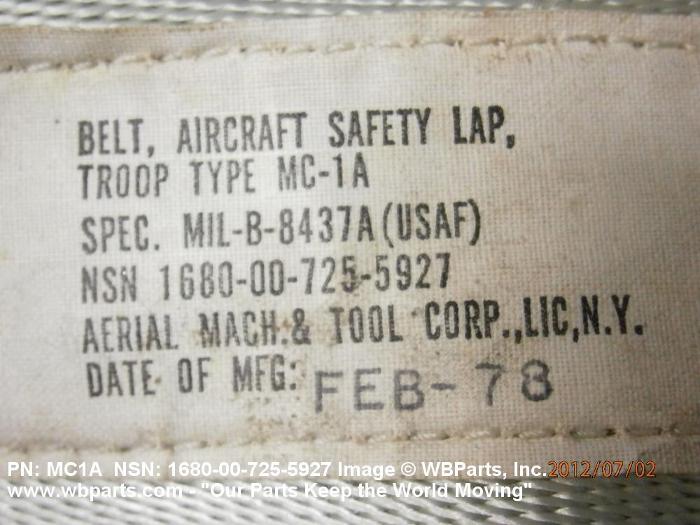 BELT, AIRCRAFT SAFETY LAP,
TROOP TYPE MC-1A
SPEC. MIL-B-8437A (USAF)
NSN 1680-00-725-5927
AERIAL MACH.& TOOL CORP.,LIC,N.Y.
DATE OF MFG: FEB-78
PN: MC1A NSN: 1680-00-725-5927 Image © WBParts, Inc.2012/07/02
www.wbparts.com - "Our Parts Keep the World Moving"